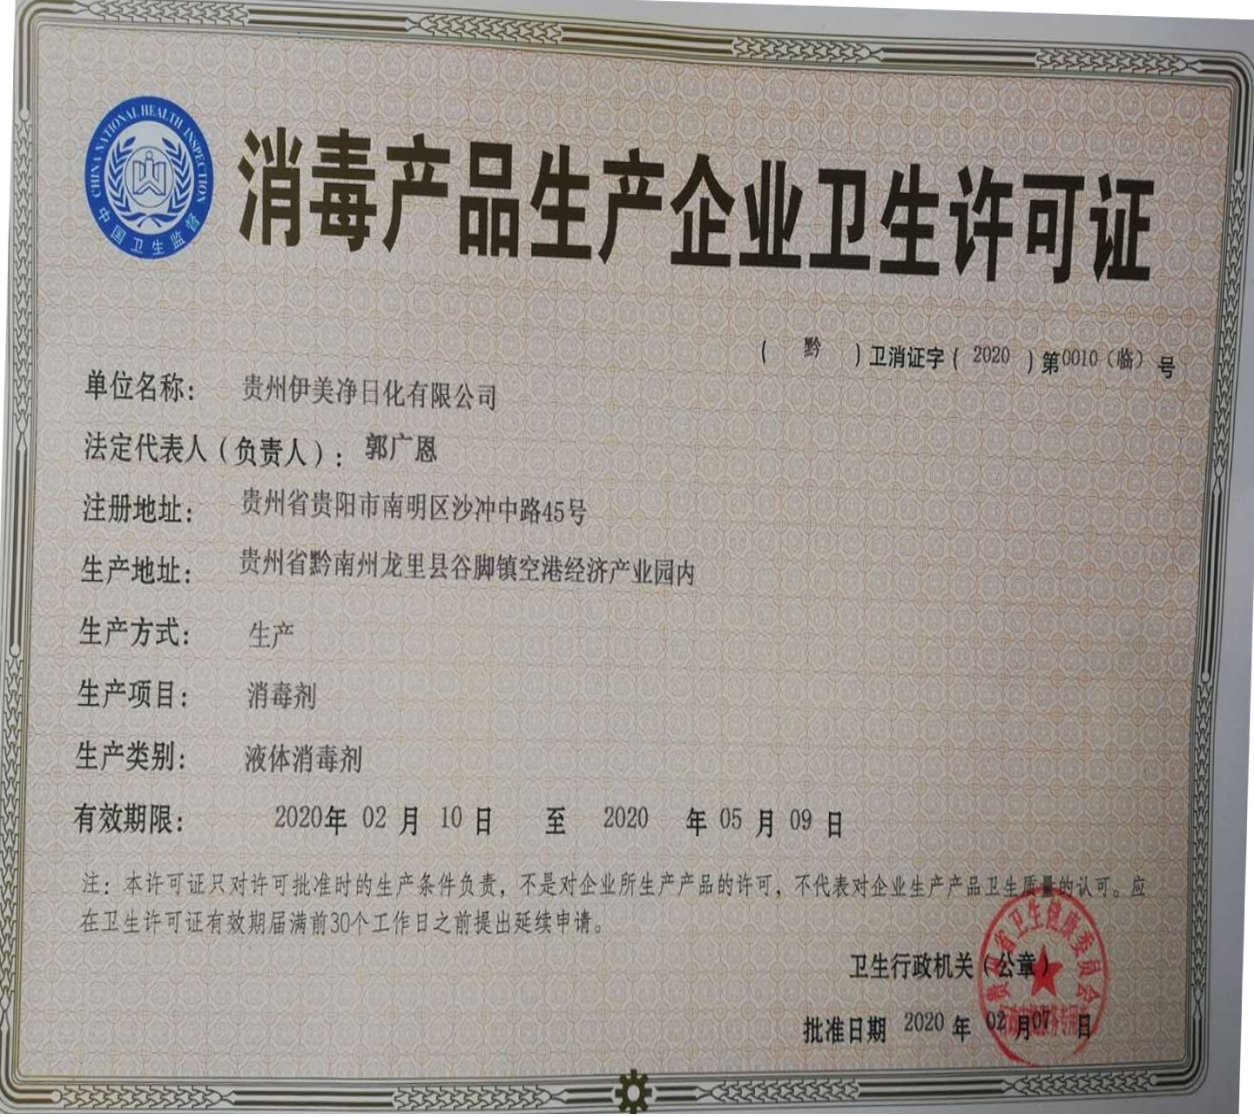 CHINA NATIONAL HEALTH INSPECTION
中国卫生监督
消毒产品生产企业卫生许可证
（ 黔 ）卫消证字（ 2020 ）第0010（临）号
单位名称： 贵州伊美净日化有限公司
法定代表人（负责人）： 郭广恩
注册地址： 贵州省贵阳市南明区沙冲中路45号
生产地址： 贵州省黔南州龙里县谷脚镇空港经济产业园内
生产方式： 生产
生产项目： 消毒剂
生产类别： 液体消毒剂
有效期限： 2020年 02 月 10 日 至 2020 年 05 月 09 日
注：本许可证只对许可批准时的生产条件负责，不是对企业所生产产品的许可，不代表对企业生产产品卫生质量的认可。应
在卫生许可证有效期届满前30个工作日之前提出延续申请。
贵州省卫生健康委员会
卫生行政机关（公章）
批准日期 2020 年 02 月07 日